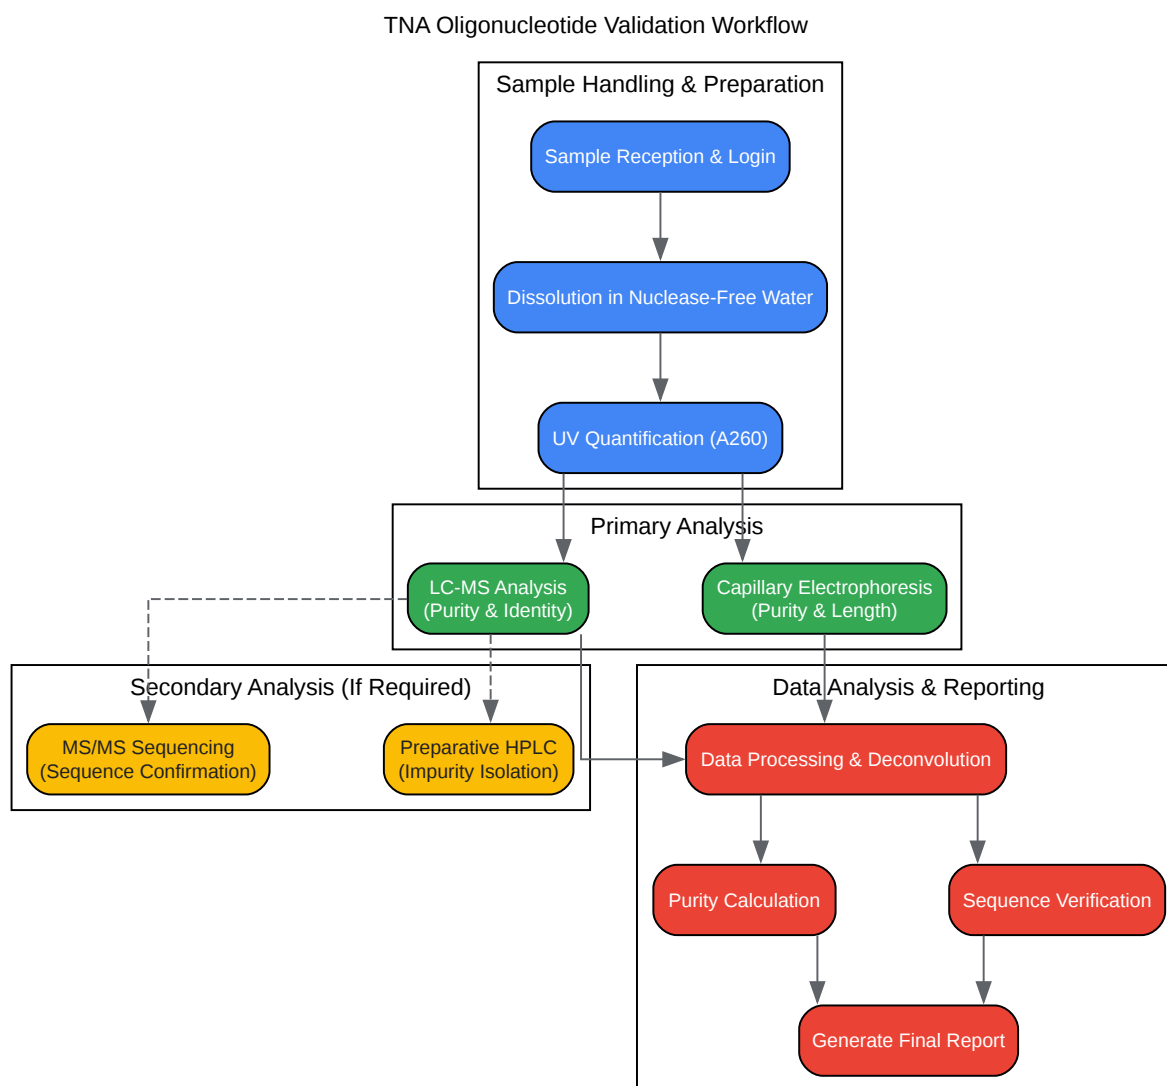 TNA Oligonucleotide Validation Workflow
Sample Handling & Preparation
Sample Reception & Login
Dissolution in Nuclease-Free Water
UV Quantification (A260)
Primary Analysis
LC-MS Analysis
(Purity & Identity)
Capillary Electrophoresis
(Purity & Length)
Secondary Analysis (If Required)
MS/MS Sequencing
(Sequence Confirmation)
Preparative HPLC
(Impurity Isolation)
Data Analysis & Reporting
Data Processing & Deconvolution
Purity Calculation
Sequence Verification
Generate Final Report